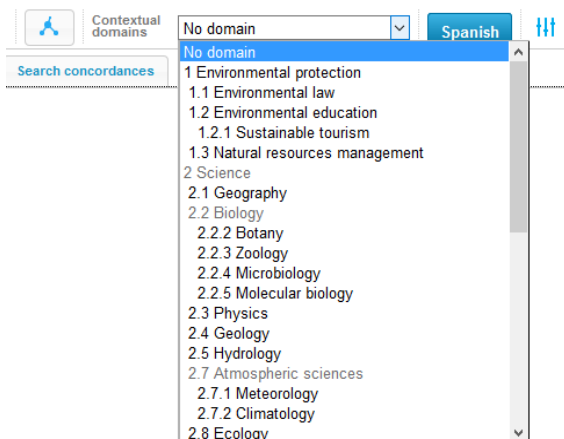 Contextual
domains
No domain
Spanish
Search concordances
No domain
1 Environmental protection
1.1 Environmental law
1.2 Environmental education
1.2.1 Sustainable tourism
1.3 Natural resources management
2 Science
2.1 Geography
2.2 Biology
2.2.2 Botany
2.2.3 Zoology
2.2.4 Microbiology
2.2.5 Molecular biology
2.3 Physics
2.4 Geology
2.5 Hydrology
2.7 Atmospheric sciences
2.7.1 Meteorology
2.7.2 Climatology
2.8 Ecology